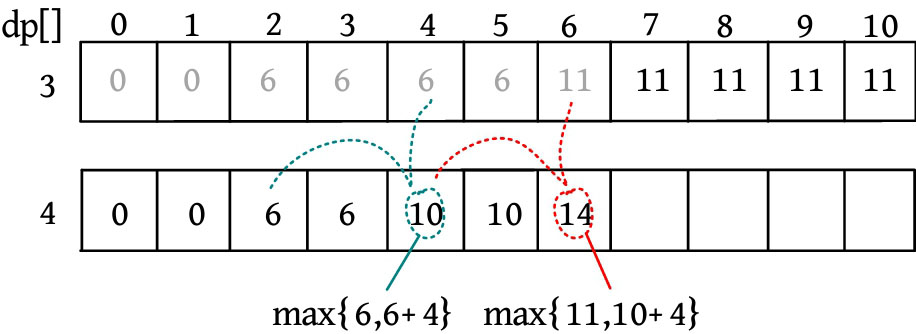 dp[] 0 1 2 3 4 5 6 7 8 9 10
3 0 0 6 6 6 6 11 11 11 11 11
4 0 0 6 6 10 10 14
max{6,6+4} max{11,10+4}